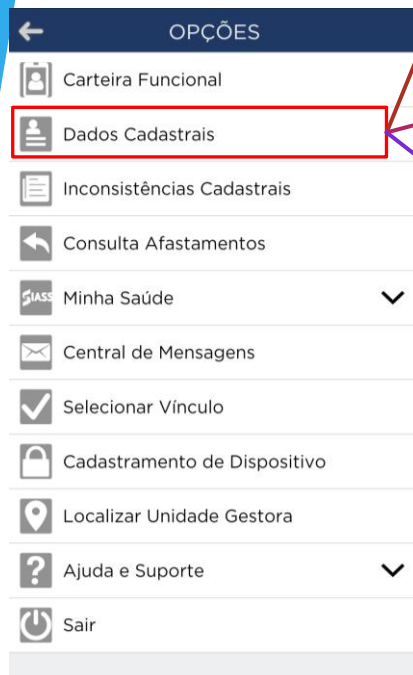 OPÇÕES
Carteira Funcional
Dados Cadastrais
Inconsistências Cadastrais
Consulta Afastamentos
SIASS Minha Saúde
Central de Mensagens
Selecionar Vínculo
Cadastramento de Dispositivo
Localizar Unidade Gestora
? Ajuda e Suporte
Sair